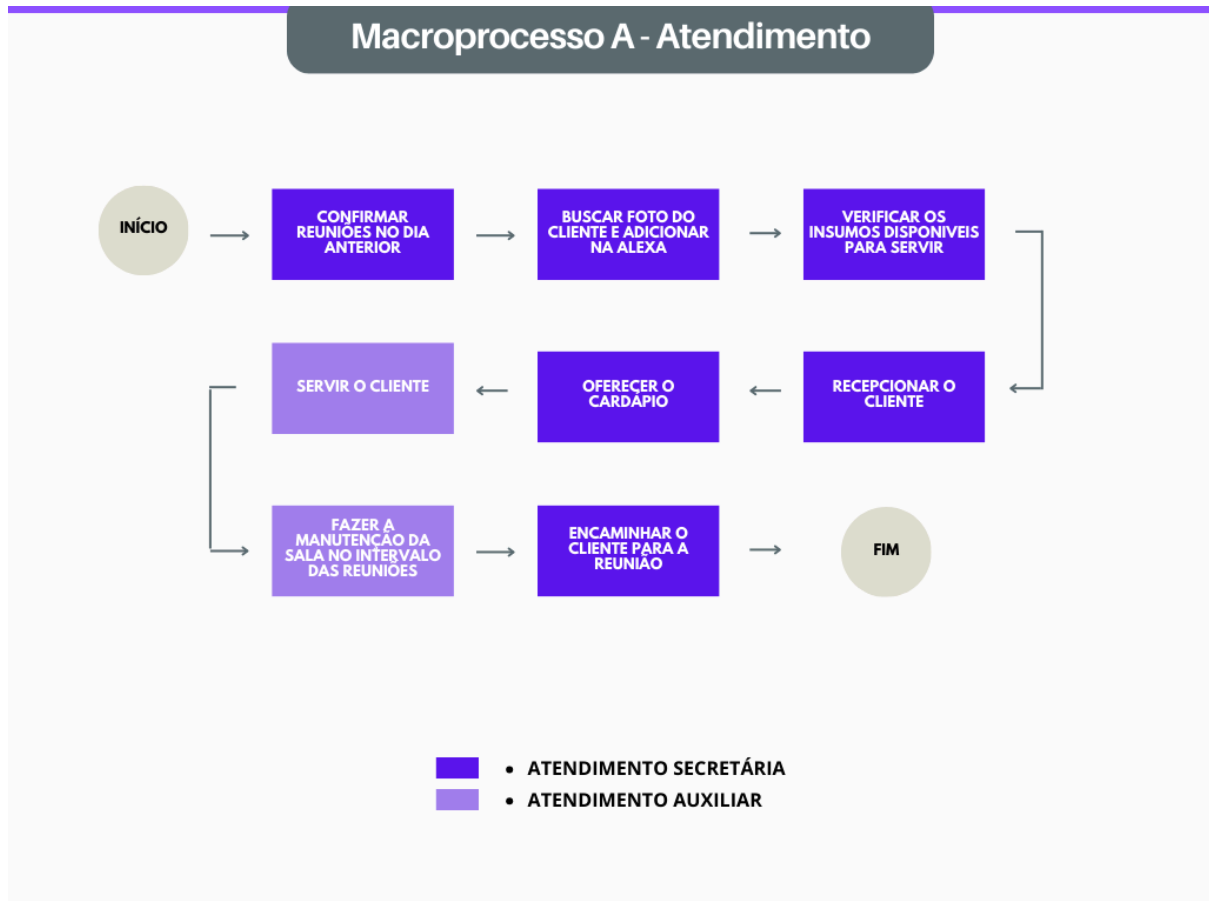 Macroprocesso A - Atendimento
INÍCIO
CONFIRMAR
REUNIÕES NO DIA
ANTERIOR
BUSCAR FOTO DO
CLIENTE E ADICIONAR
NA ALEXA
VERIFICAR OS
INSUMOS DISPONIVEIS
PARA SERVIR
SERVIR O CLIENTE
OFERECER O
CARDÁPIO
RECEPCIONAR O
CLIENTE
FAZER A
MANUTENÇÃO DA
SALA NO INTERVALO
DAS REUNIÕES
ENCAMINHAR O
CLIENTE PARA A
REUNIÃO
FIM
• ATENDIMENTO SECRETÁRIA
• ATENDIMENTO AUXILIAR